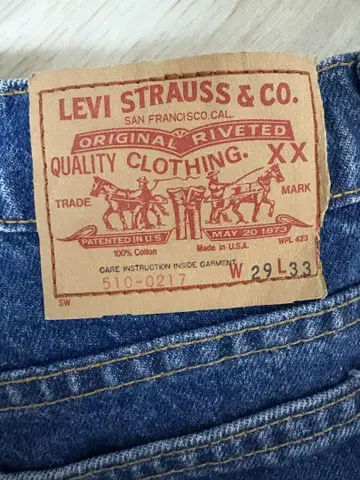 LEVI STRAUSS & CO.
SAN FRANCISCO, CAL.
ORIGINAL RIVETED
QUALITY CLOTHING. XX
TRADE MARK
PATENTED IN U.S. MAY 20 1873
100% Cotton Made in U.S.A. WPL 423
CARE INSTRUCTION INSIDE GARMENT W 29 L 33
510-0217
SW